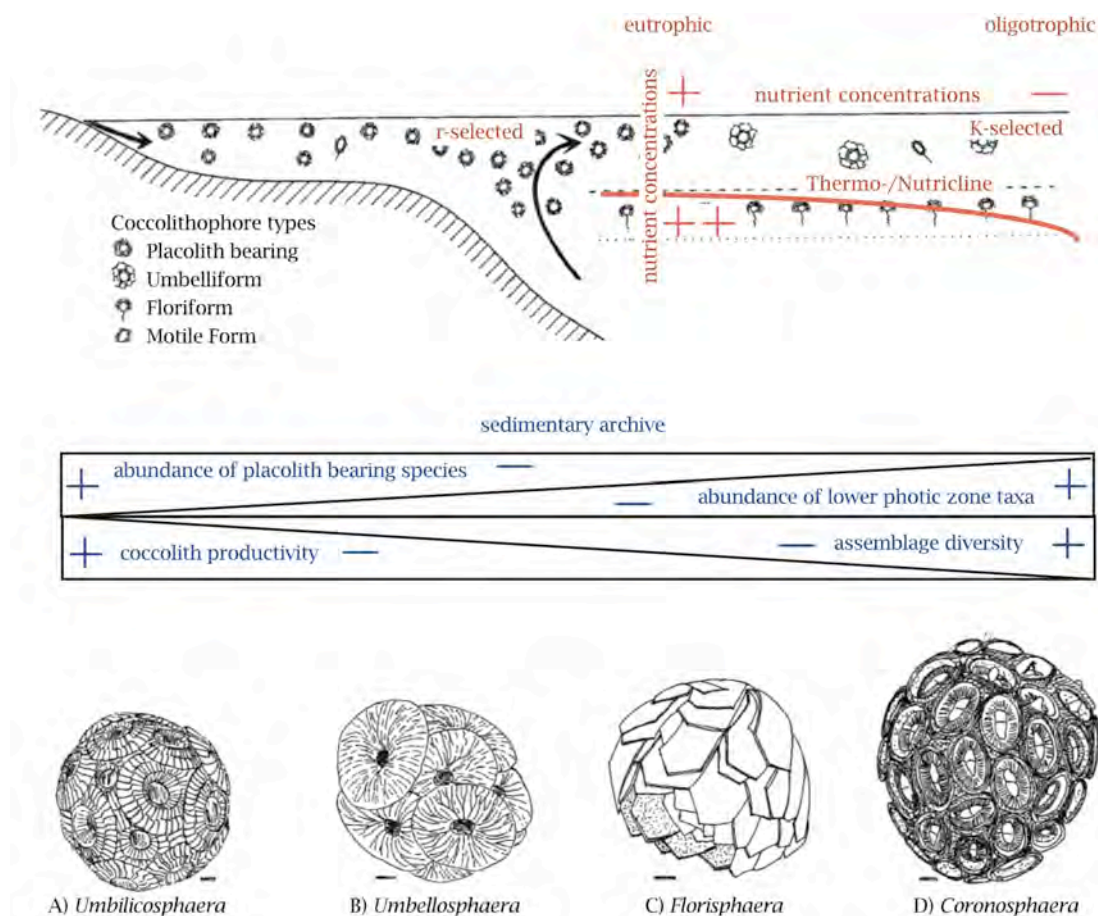 eutrophic
oligotrophic
nutrient concentrations
+
nutrient concentrations —
r-selected
K-selected
Thermo-/Nutricline
+ +
Coccolithophore types
Placolith bearing
Umbelliform
Floriform
Motile Form
sedimentary archive
+ abundance of placolith bearing species —
— abundance of lower photic zone taxa +
+ coccolith productivity —
— assemblage diversity +
A) Umbilicosphaera
B) Umbellosphaera
C) Florisphaera
D) Coronosphaera